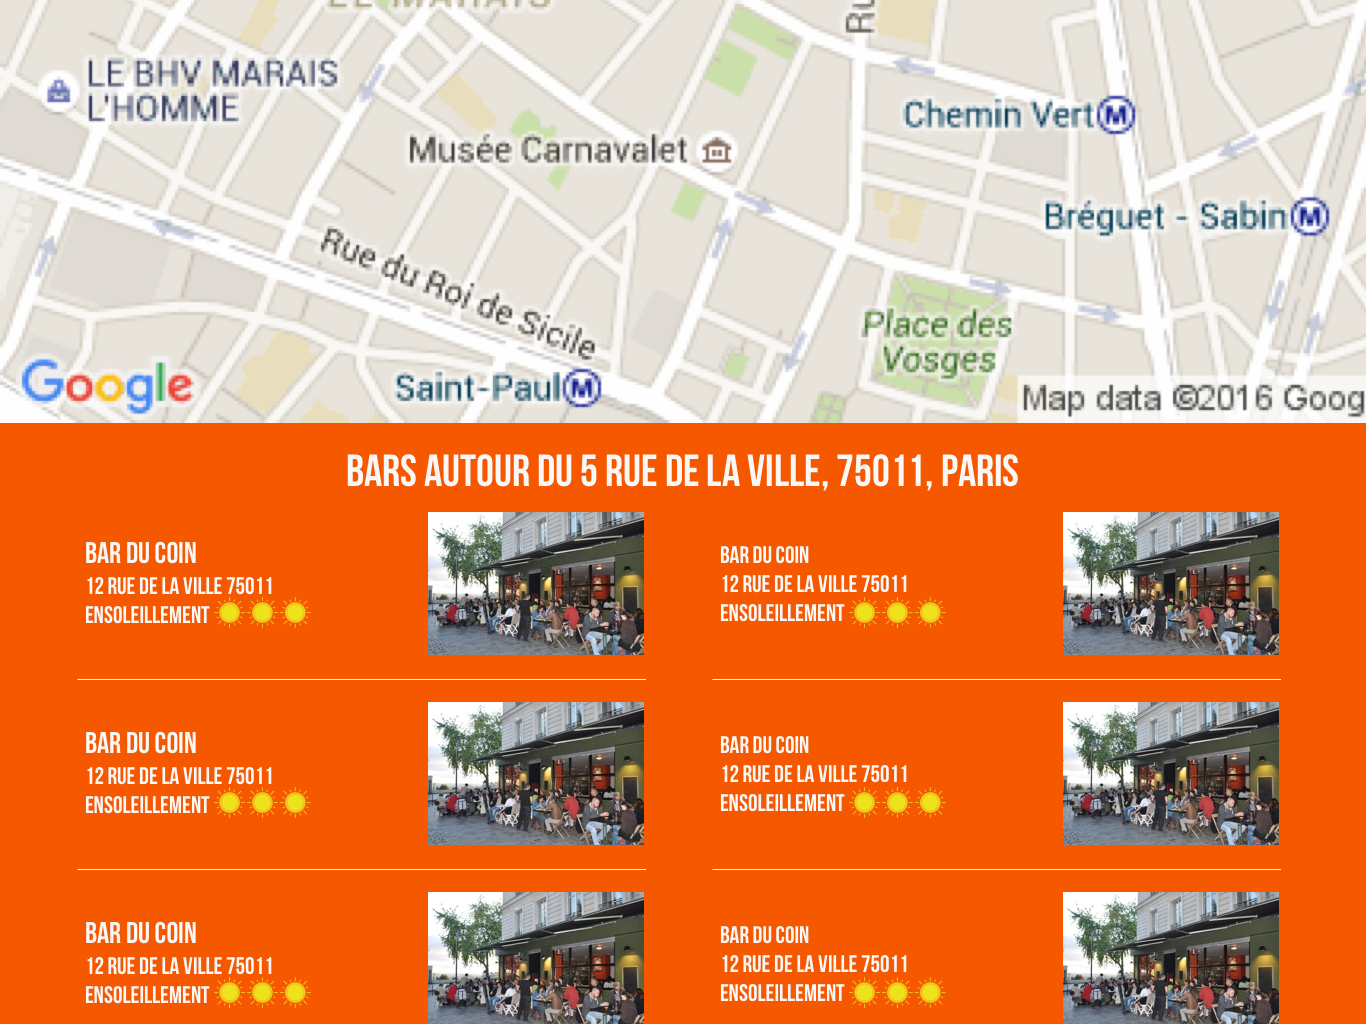 LE MARAIS
Ru
LE BHV MARAIS
L'HOMME
Chemin Vert M
Musée Carnavalet
Bréguet - Sabin M
Rue du Roi de Sicile
Place des
Vosges
Google
Saint-Paul M
Map data ©2016 Goog
BARS AUTOUR DU 5 RUE DE LA VILLE, 75011, PARIS
BAR DU COIN
12 RUE DE LA VILLE 75011
ENSOLEILLEMENT
BAR DU COIN
12 RUE DE LA VILLE 75011
ENSOLEILLEMENT
BAR DU COIN
12 RUE DE LA VILLE 75011
ENSOLEILLEMENT
BAR DU COIN
12 RUE DE LA VILLE 75011
ENSOLEILLEMENT
BAR DU COIN
12 RUE DE LA VILLE 75011
ENSOLEILLEMENT
BAR DU COIN
12 RUE DE LA VILLE 75011
ENSOLEILLEMENT